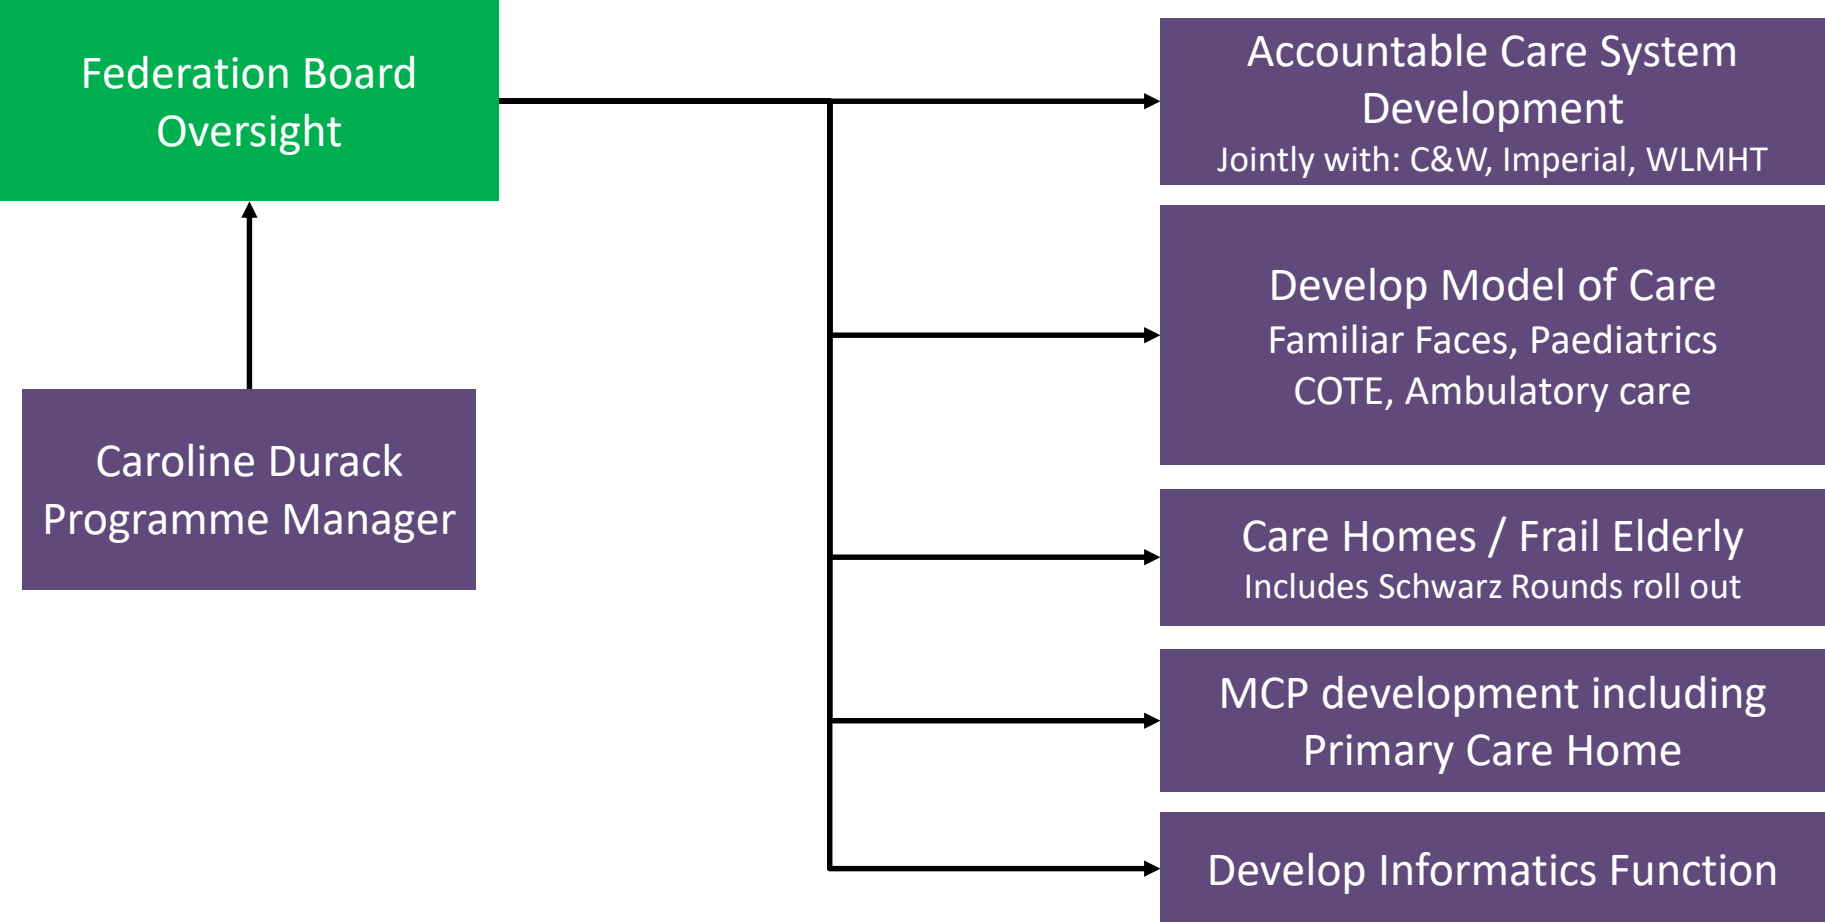 Federation Board
Oversight
Caroline Durack
Programme Manager
Accountable Care System
Development
Jointly with: C&W, Imperial, WLMHT
Develop Model of Care
Familiar Faces, Paediatrics
COTE, Ambulatory care
Care Homes / Frail Elderly
Includes Schwarz Rounds roll out
MCP development including
Primary Care Home
Develop Informatics Function